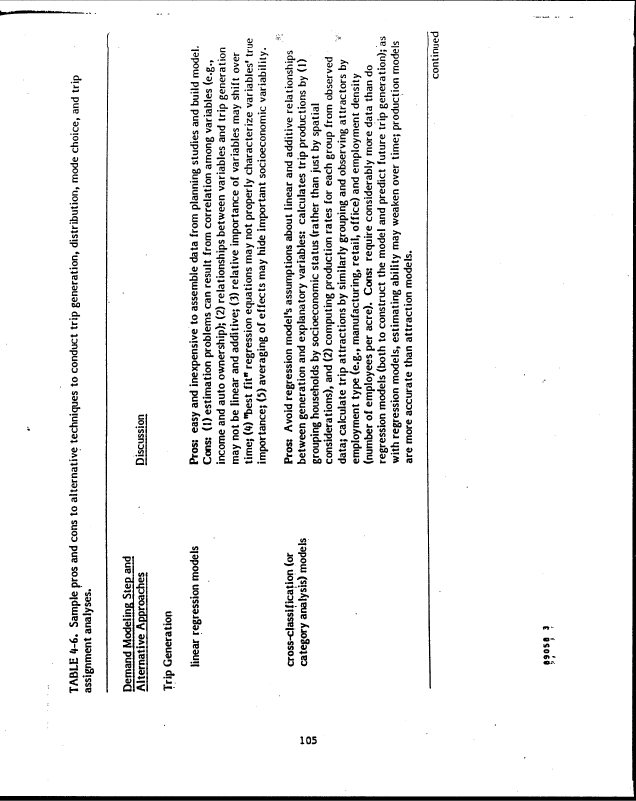 TABLE 4-6. Sample pros and cons to alternative techniques to conduct trip generation, distribution, mode choice, and trip
assignment analyses.
Demand Modeling Step and
Alternative Approaches
Discussion
Trip Generation
linear regression models
Pros: easy and inexpensive to assemble data from planning studies and build model.
Cons: (1) estimation problems can result from correlation among variables (e.g.,
income and auto ownership); (2) relationships between variables and trip generation
may not be linear and additive; (3) relative importance of variables may shift over
time; (4) "best fit" regression equations may not properly characterize variables' true
importance; (5) averaging of effects may hide important socioeconomic variability.
cross-classification (or
category analysis) models
Pros: Avoid regression model's assumptions about linear and additive relationships
between generation and explanatory variables: calculates trip productions by (1)
grouping households by socioeconomic status (rather than just by spatial
considerations), and (2) computing production rates for each group from observed
data; calculate trip attractions by similarly grouping and observing attractors by
employment type (e.g., manufacturing, retail, office) and employment density
(number of employees per acre). Cons: require considerably more data than do
regression models (both to construct the model and predict future trip generation); as
with regression models, estimating ability may weaken over time; production models
are more accurate than attraction models.
continued
89058 3
105